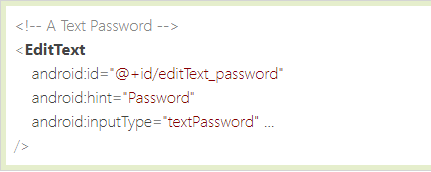 <!-- A Text Password -->
<EditText
android:id="@+id/editText_password"
android:hint="Password"
android:inputType="textPassword" ...
/>